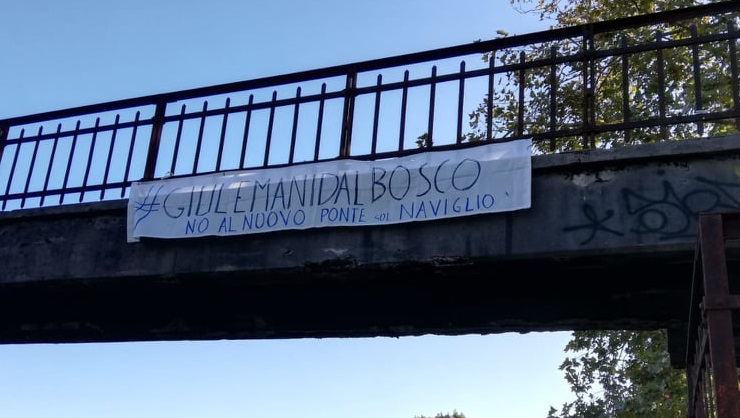 #GIULEMANIDALBOSCO
NO AL NUOVO PONTE SUL NAVIGLIO